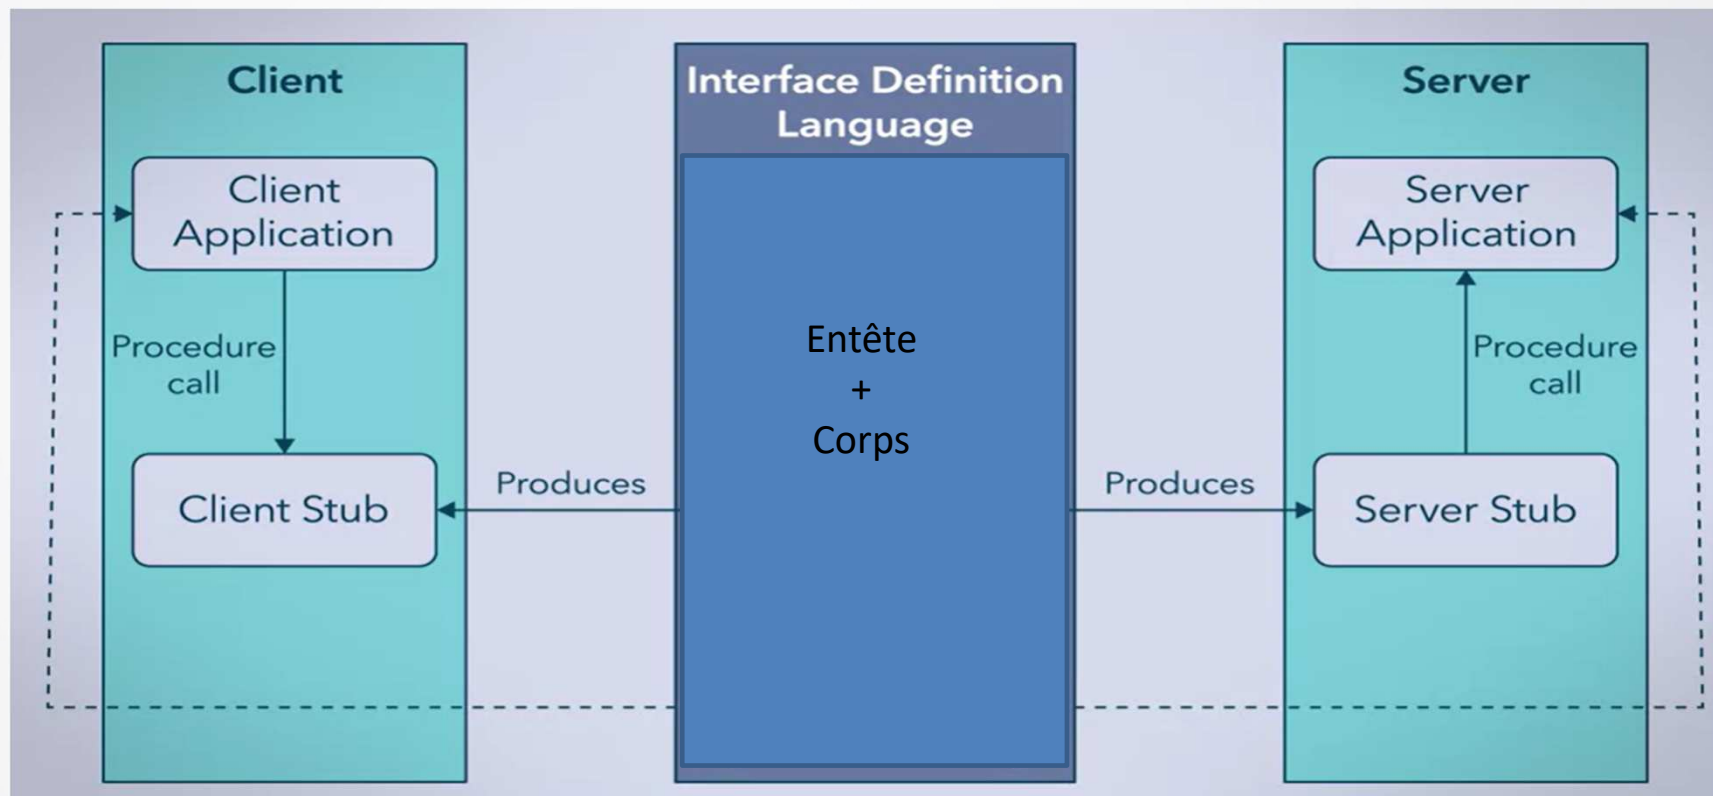 Client
Client
Application
Procedure
call
Client Stub
Produces
Interface Definition
Language
Entête
+
Corps
Produces
Server
Server
Application
Procedure
call
Server Stub